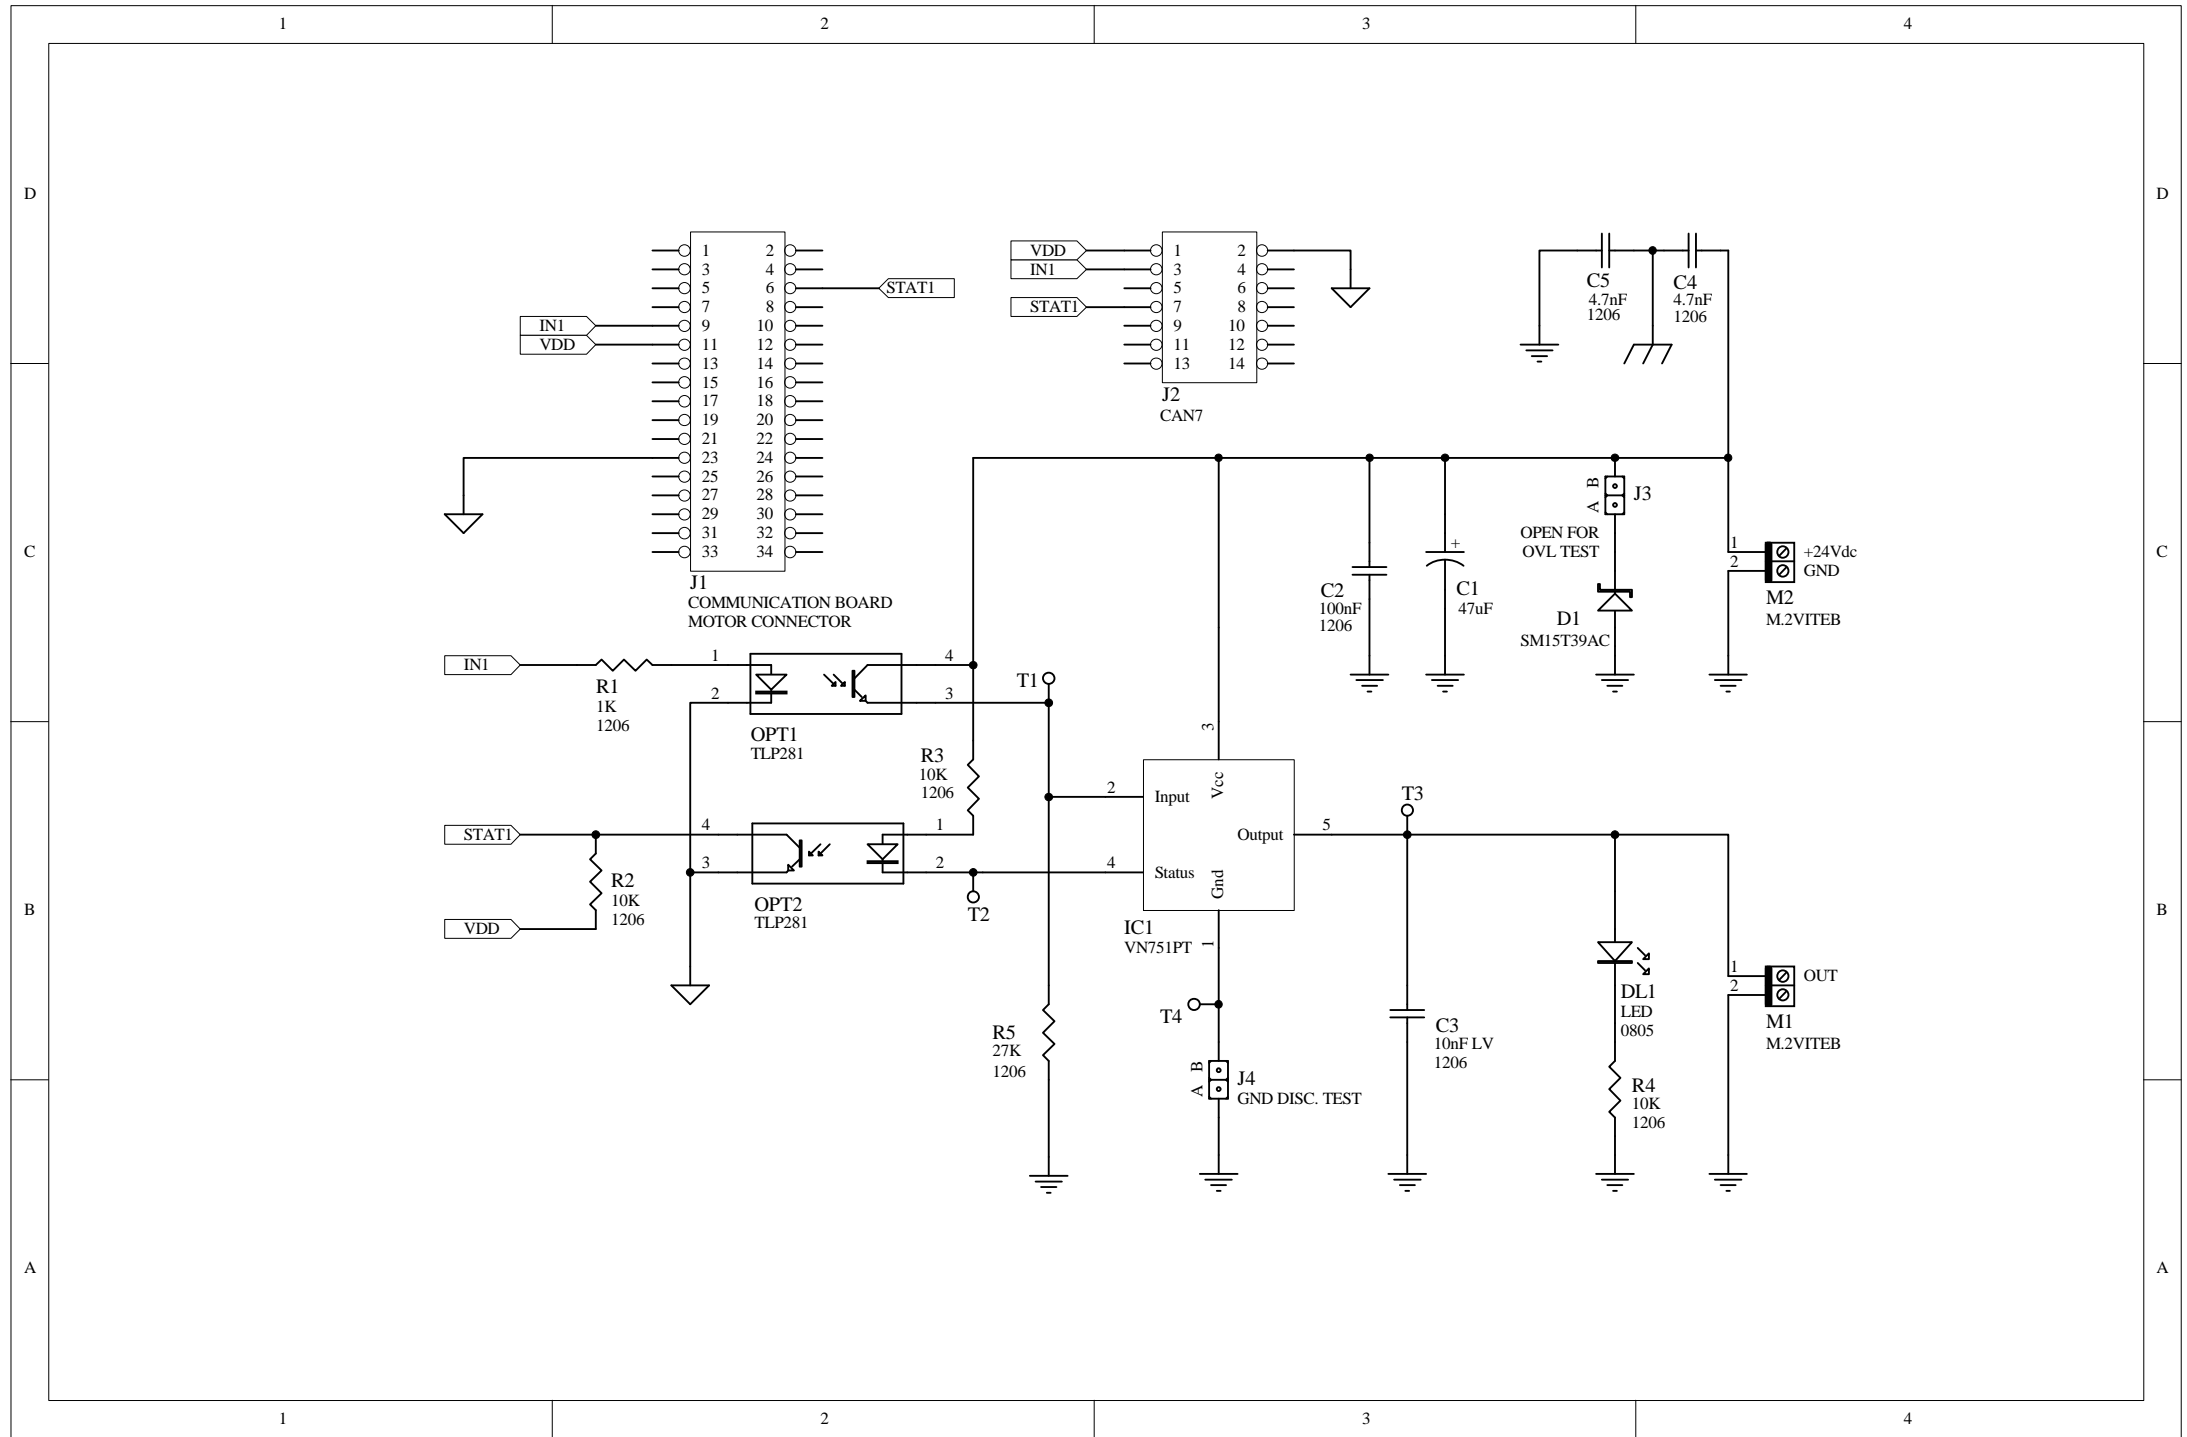 1 2 3 4
D D
1 2
3 4
5 6
7 8
9 10
11 12
13 14
15 16
17 18
19 20
21 22
23 24
25 26
27 28
29 30
31 32
33 34
STAT1
IN1
VDD
J1
COMMUNICATION BOARD
MOTOR CONNECTOR
VDD
IN1
STAT1
1 2
3 4
5 6
7 8
9 10
11 12
13 14
J2
CAN7
C5
4.7nF
1206
C4
4.7nF
1206
C C
B
A
J3
OPEN FOR
OVL TEST
D1
SM15T39AC
C2
100nF
1206
+
C1
47uF
1
2
+24Vdc
GND
M2
M.2VITEB
IN1
R1
1K
1206
1
2
4
3
OPT1
TLP281
T1
R3
10K
1206
STAT1
R2
10K
1206
VDD
4
3
1
2
OPT2
TLP281
T2
3
2
4
Input
Vcc
Output
Status
Gnd
5
1
IC1
VN751PT
T3
T4
B B
R5
27K
1206
B
A
J4
GND DISC. TEST
C3
10nF LV
1206
DL1
LED
0805
R4
10K
1206
1
2
OUT
M1
M.2VITEB
A A
1 2 3 4